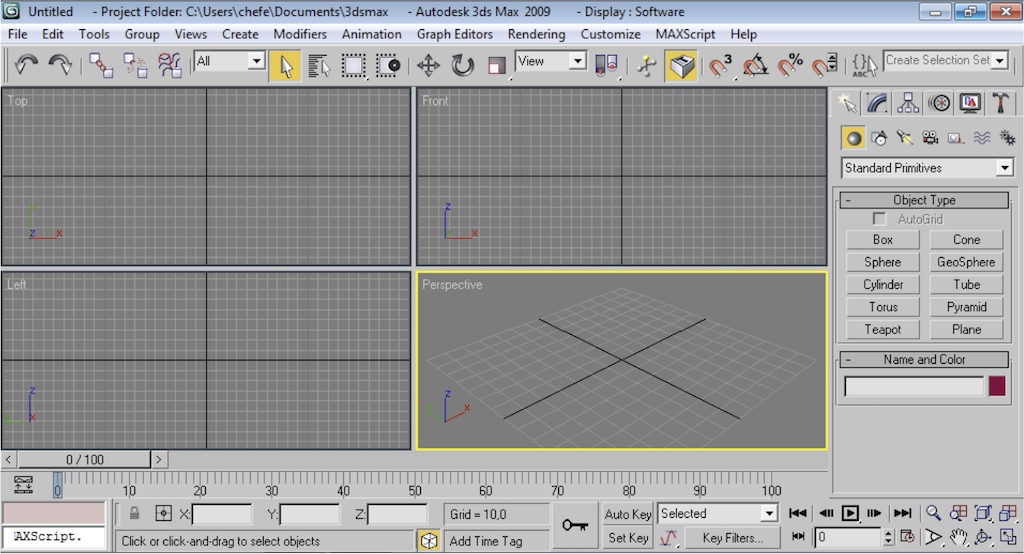 Untitled - Project Folder: C:\Users\chefe\Documents\3dsmax - Autodesk 3ds Max 2009 - Display : Software
File Edit Tools Group Views Create Modifiers Animation Graph Editors Rendering Customize MAXScript Help
All View 3 % ABC Create Selection Set
Top Front
y z x z x
Standard Primitives
Object Type
AutoGrid
Box Cone
Sphere GeoSphere
Cylinder Tube
Torus Pyramid
Teapot Plane
Left Perspective
z x z x
Name and Color
0 / 100
0 10 20 30 40 50 60 70 80 90 100
X: Y: Z: Grid = 10,0 Auto Key Selected
AXScript. Click or click-and-drag to select objects Add Time Tag Set Key Key Filters... 0